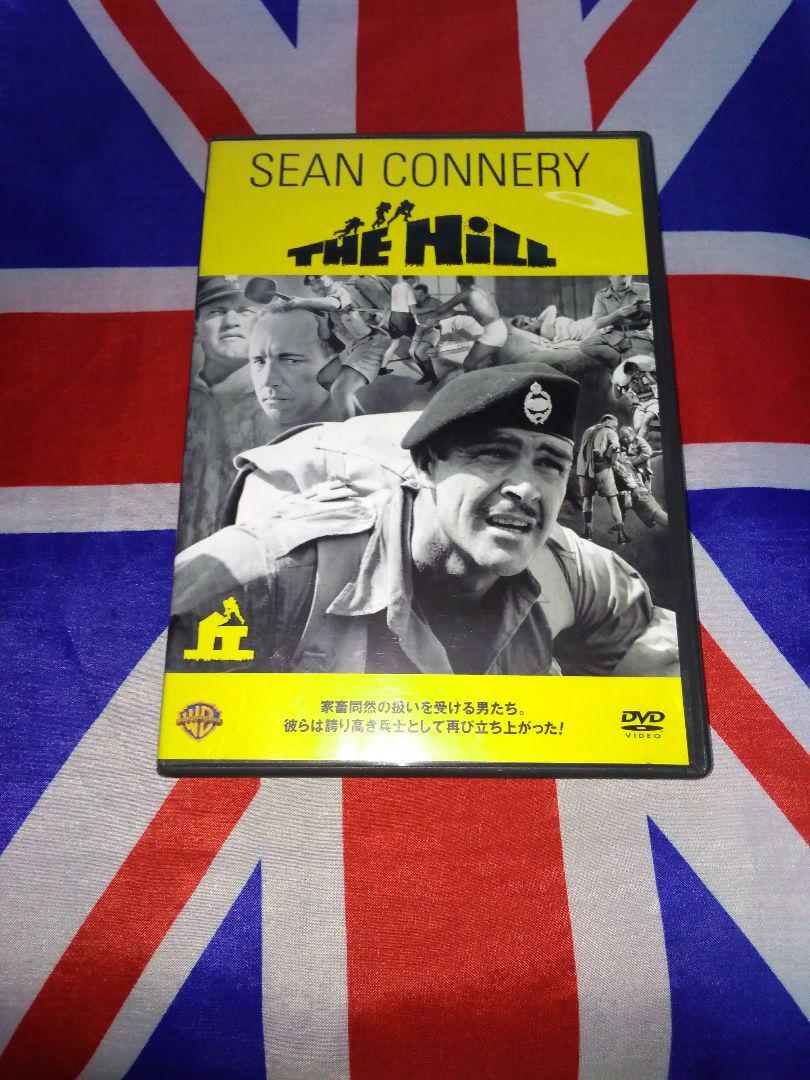 SEAN CONNERY
THE HiLL
家畜同然の扱いを受ける男たち。
彼らは誇り高き兵士として再び立ち上がった!
DVD
VIDEO